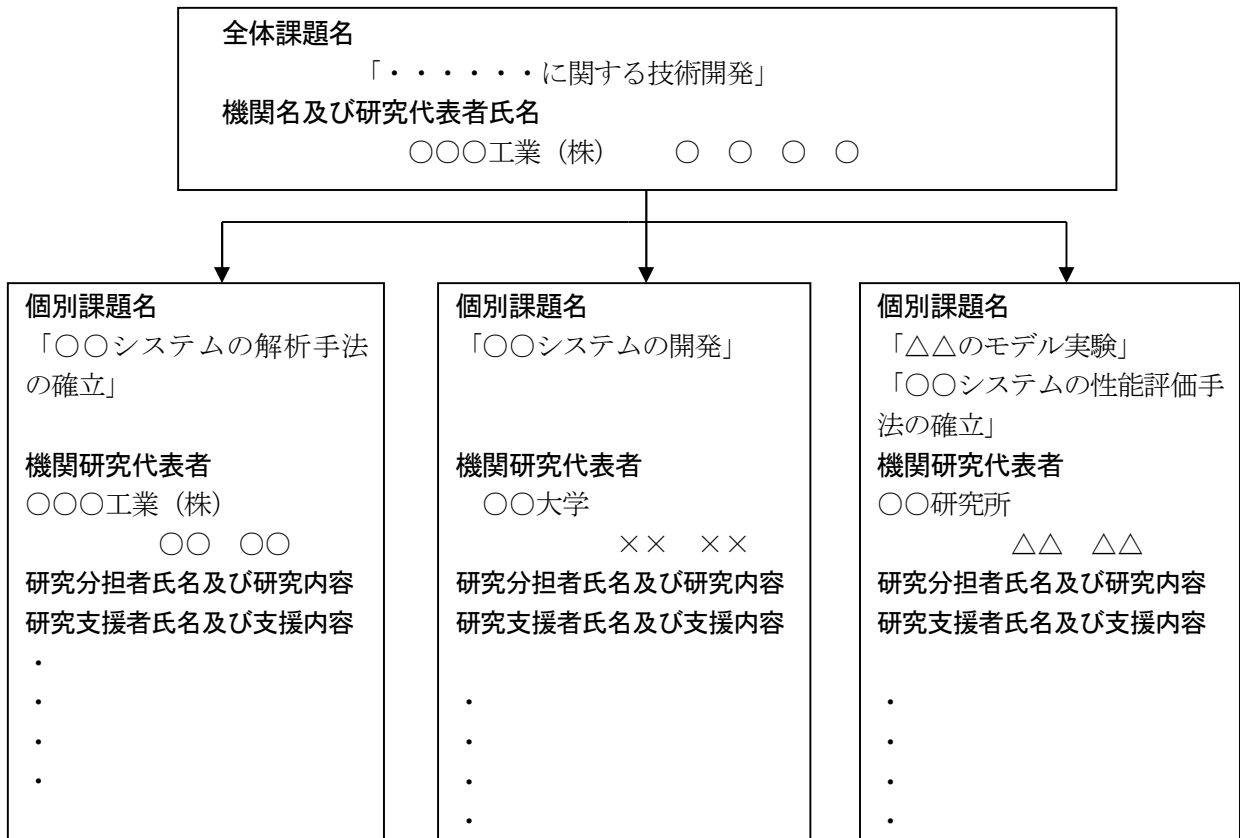 全体課題名
「・・・・・・に関する技術開発」
機関名及び研究代表者氏名
○○○工業（株）　　○　○　○　○
個別課題名
「○○システムの解析手法
の確立」
機関研究代表者
○○○工業（株）
○○　○○
研究分担者氏名及び研究内容
研究支援者氏名及び支援内容
・
・
・
・
個別課題名
「○○システムの開発」
機関研究代表者
○○大学
××　××
研究分担者氏名及び研究内容
研究支援者氏名及び支援内容
・
・
・
・
個別課題名
「△△のモデル実験」
「○○システムの性能評価手
法の確立」
機関研究代表者
○○研究所
△△　△△
研究分担者氏名及び研究内容
研究支援者氏名及び支援内容
・
・
・
・